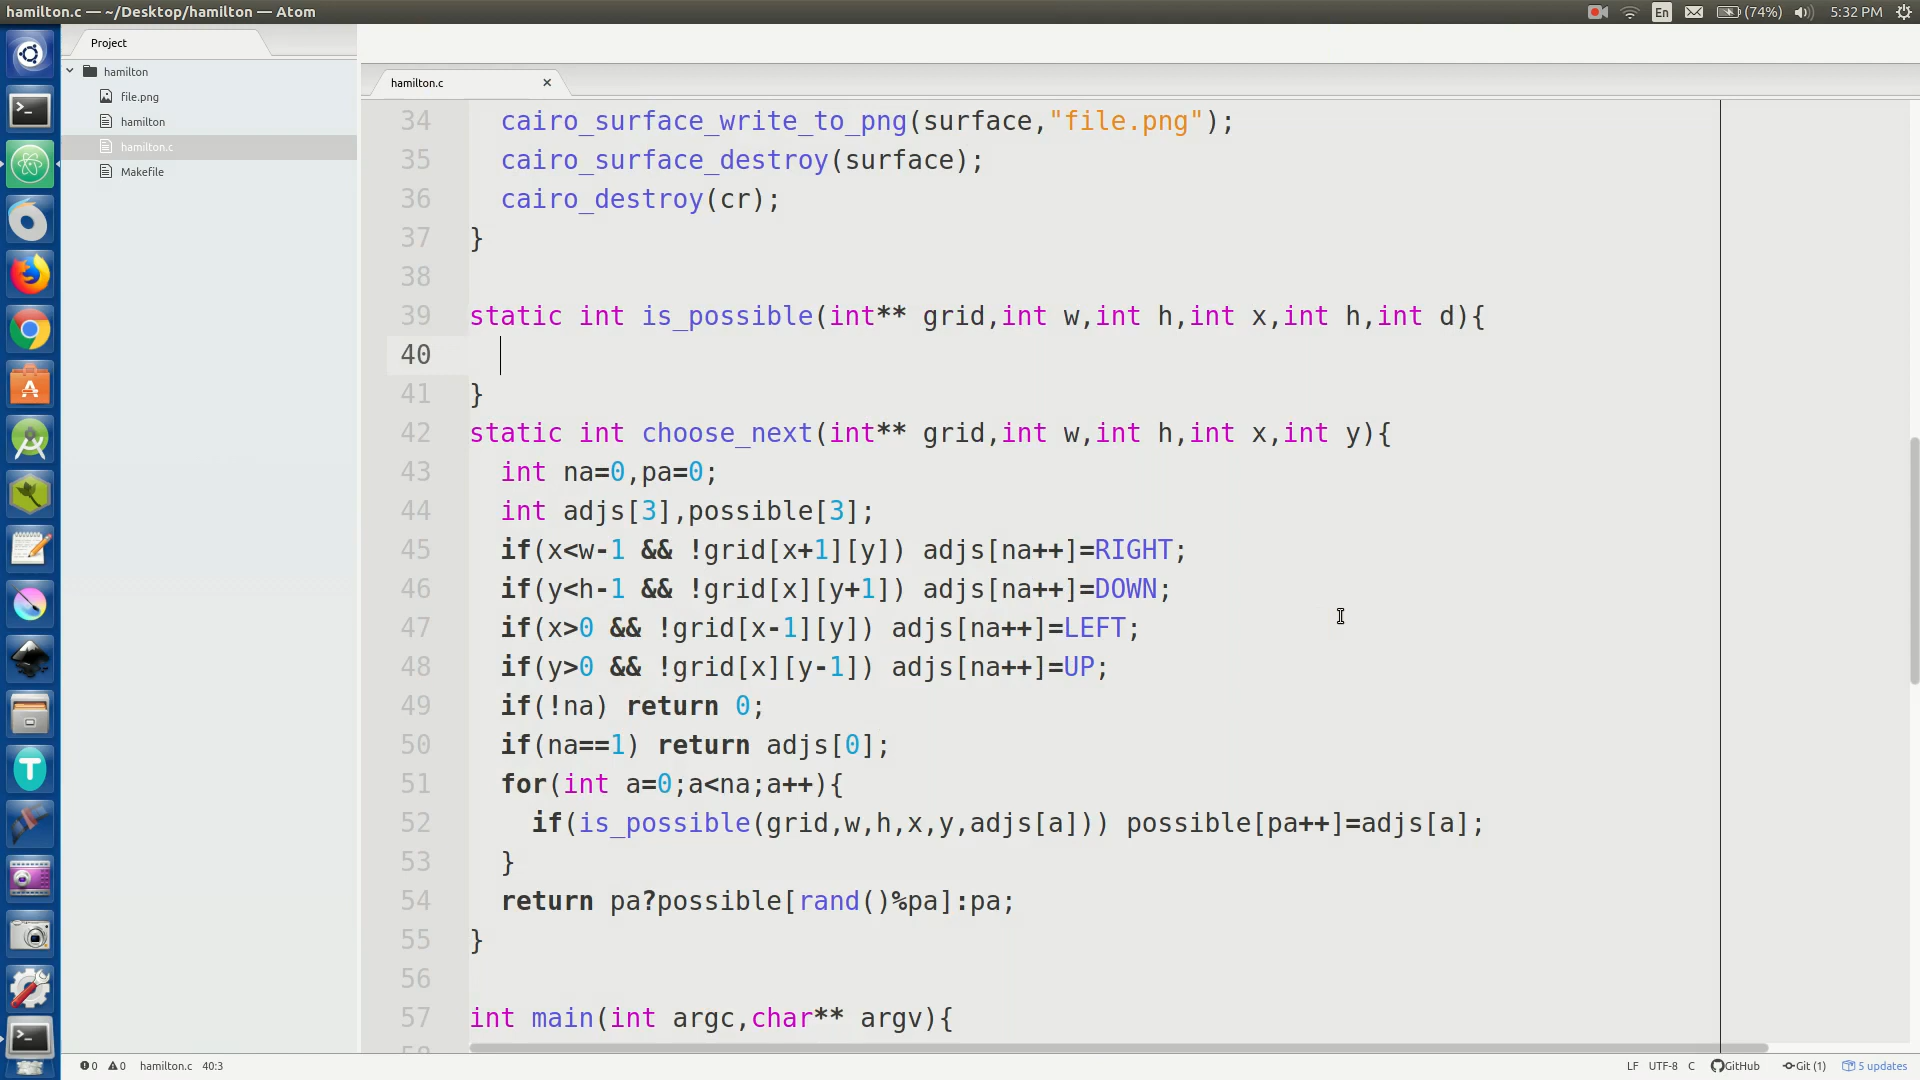 hamilton.c — ~/Desktop/hamilton — Atom
En
(74%)
5:32 PM
Project
hamilton
file.png
hamilton
hamilton.c
Makefile
hamilton.c
34 cairo_surface_write_to_png(surface,"file.png");
35 cairo_surface_destroy(surface);
36 cairo_destroy(cr);
37 }
38
39 static int is_possible(int** grid,int w,int h,int x,int h,int d){
40
41 }
42 static int choose_next(int** grid,int w,int h,int x,int y){
43 int na=0,pa=0;
44 int adjs[3],possible[3];
45 if(x<w-1 && !grid[x+1][y]) adjs[na++]=RIGHT;
46 if(y<h-1 && !grid[x][y+1]) adjs[na++]=DOWN;
47 if(x>0 && !grid[x-1][y]) adjs[na++]=LEFT;
48 if(y>0 && !grid[x][y-1]) adjs[na++]=UP;
49 if(!na) return 0;
50 if(na==1) return adjs[0];
51 for(int a=0;a<na;a++){
52 if(is_possible(grid,w,h,x,y,adjs[a])) possible[pa++]=adjs[a];
53 }
54 return pa?possible[rand()%pa]:pa;
55 }
56
57 int main(int argc,char** argv){
0 0 hamilton.c 40:3
LF UTF-8 C GitHub Git (1) 5 updates